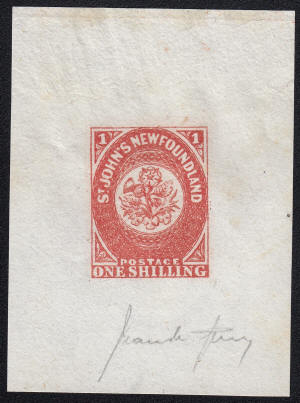 1 1
ST JOHN'S NEWFOUNDLAND
POSTAGE
ONE SHILLING